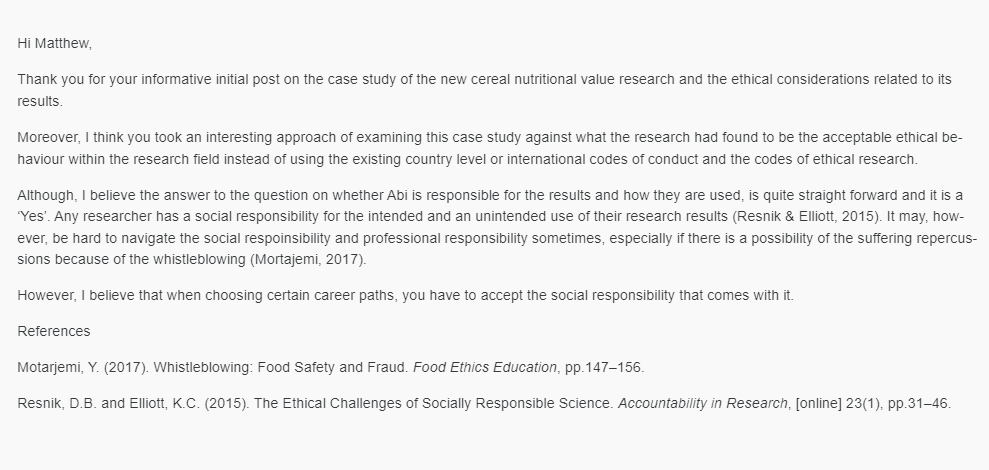 Hi Matthew,
Thank you for your informative initial post on the case study of the new cereal nutritional value research and the ethical considerations related to its
results.
Moreover, I think you took an interesting approach of examining this case study against what the research had found to be the acceptable ethical be-
haviour within the research field instead of using the existing country level or international codes of conduct and the codes of ethical research.
Although, I believe the answer to the question on whether Abi is responsible for the results and how they are used, is quite straight forward and it is a
‘Yes’. Any researcher has a social responsibility for the intended and an unintended use of their research results (Resnik & Elliott, 2015). It may, how-
ever, be hard to navigate the social respoinsibility and professional responsibility sometimes, especially if there is a possibility of the suffering repercus-
sions because of the whistleblowing (Mortajemi, 2017).
However, I believe that when choosing certain career paths, you have to accept the social responsibility that comes with it.
References
Motarjemi, Y. (2017). Whistleblowing: Food Safety and Fraud. Food Ethics Education, pp.147–156.
Resnik, D.B. and Elliott, K.C. (2015). The Ethical Challenges of Socially Responsible Science. Accountability in Research, [online] 23(1), pp.31–46.